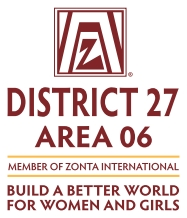 ®
DISTRICT 27
AREA 06
MEMBER OF ZONTA INTERNATIONAL
BUILD A BETTER WORLD
FOR WOMEN AND GIRLS